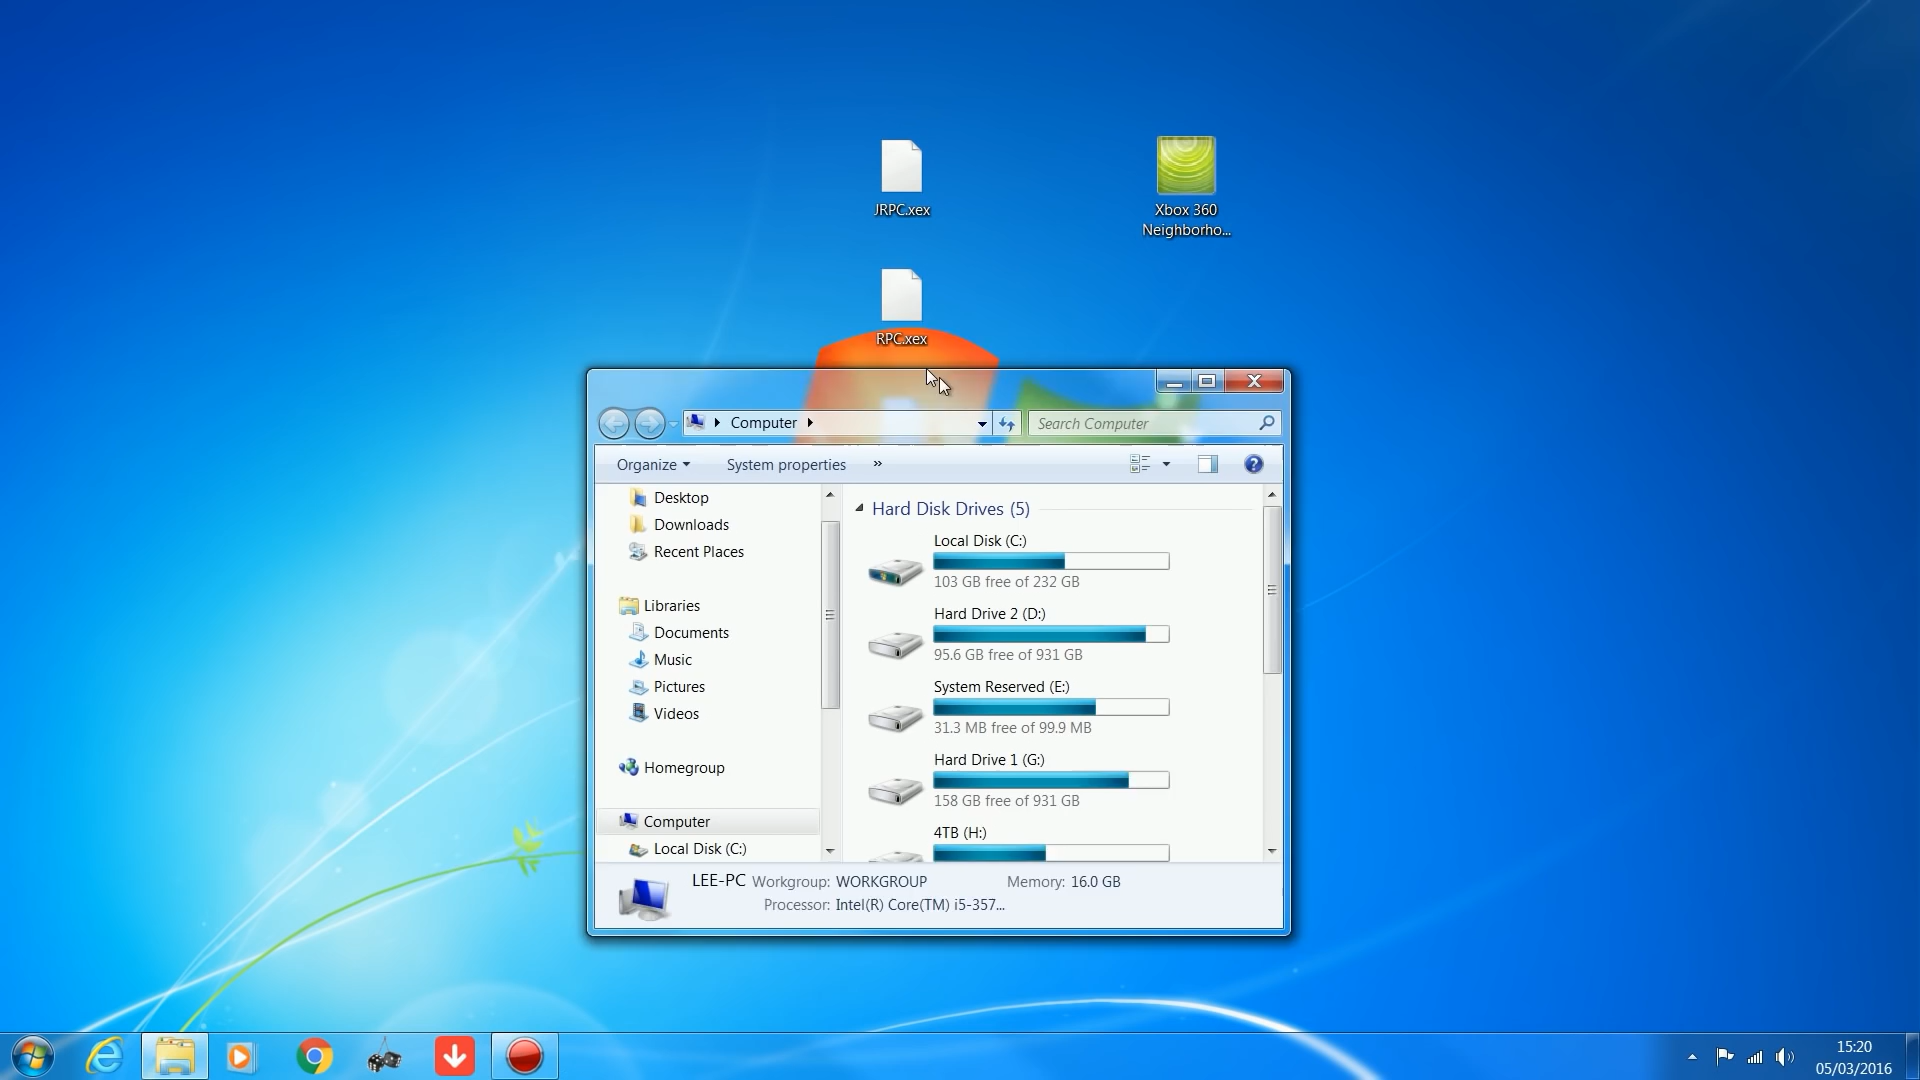 JRPC.xex
Xbox 360
Neighborho...
RPC.xex
Computer
Search Computer
Organize
System properties
»
Desktop
Downloads
Recent Places
Libraries
Documents
Music
Pictures
Videos
Homegroup
Computer
Local Disk (C:)
Hard Disk Drives (5)
Local Disk (C:)
103 GB free of 232 GB
Hard Drive 2 (D:)
95.6 GB free of 931 GB
System Reserved (E:)
31.3 MB free of 99.9 MB
Hard Drive 1 (G:)
158 GB free of 931 GB
4TB (H:)
LEE-PC Workgroup: WORKGROUP Memory: 16.0 GB
Processor: Intel(R) Core(TM) i5-357...
15:20
05/03/2016